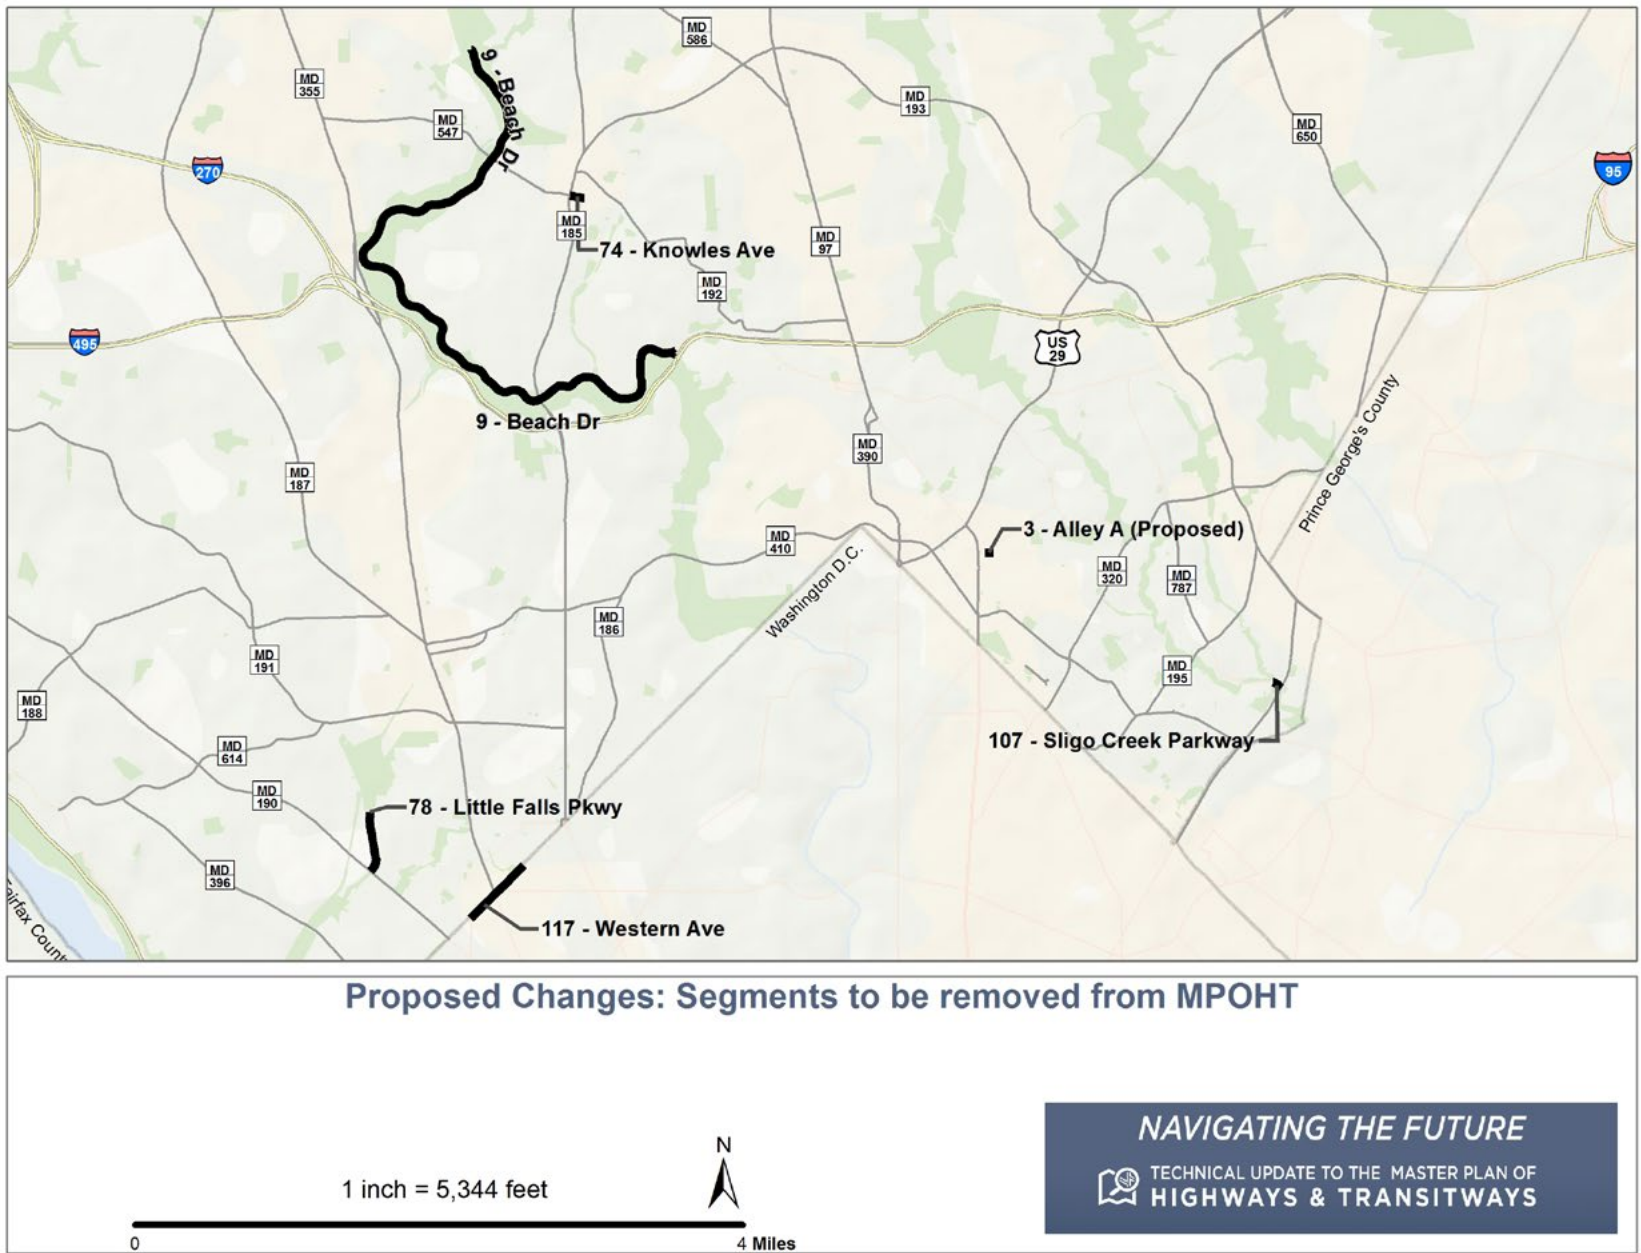 MD
586
9 - Beach Dr
MD
355
MD
193
MD
547
MD
650
270
95
MD
185
74 - Knowles Ave
MD
97
MD
192
495
US
29
9 - Beach Dr
Prince George's County
MD
390
MD
187
3 - Alley A (Proposed)
MD
410
Washington D.C.
MD
320
MD
787
MD
186
MD
191
MD
195
MD
188
107 - Sligo Creek Parkway
MD
614
MD
190
78 - Little Falls Pkwy
MD
396
117 - Western Ave
Fairfax County
Proposed Changes: Segments to be removed from MPOHT
NAVIGATING THE FUTURE
TECHNICAL UPDATE TO THE MASTER PLAN OF
HIGHWAYS & TRANSITWAYS
N
1 inch = 5,344 feet
0
4 Miles